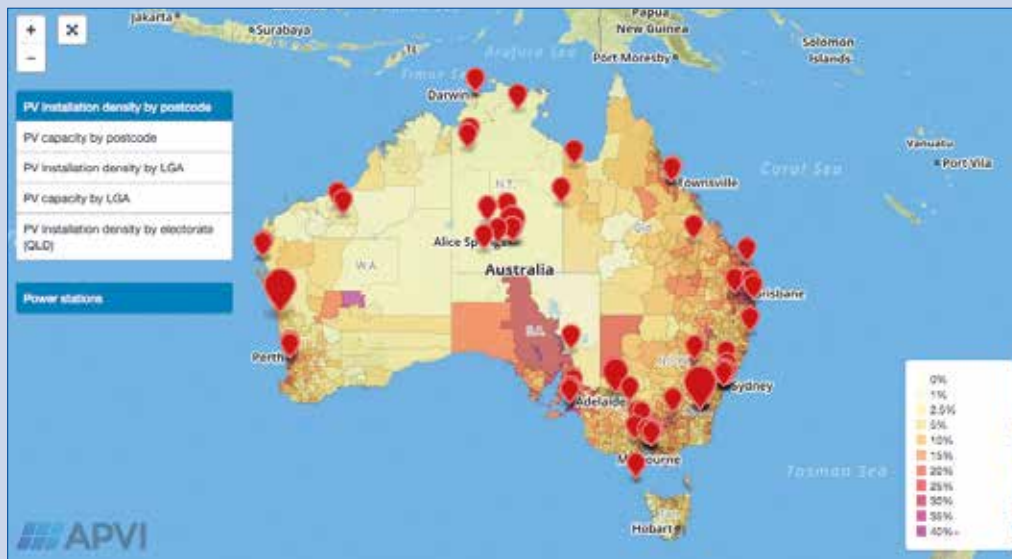 Jakarta
Surabaya
Papua
New Guinea
Port Moresby
Solomon
Islands
Arafura Sea
Timor Sea
+
−
Darwin
PV installation density by postcode
PV capacity by postcode
PV installation density by LGA
PV capacity by LGA
PV installation density by electorate
(QLD)
Power stations
Vanuatu
Port Vila
Coral Sea
Townsville
N.T.
Alice Springs
W.A.
Australia
S.A.
Brisbane
Perth
Adelaide
Sydney
Melbourne
Tasman Sea
Hobart
0%
1%
2.5%
5%
10%
15%
20%
25%
30%
35%
40%+
APVI